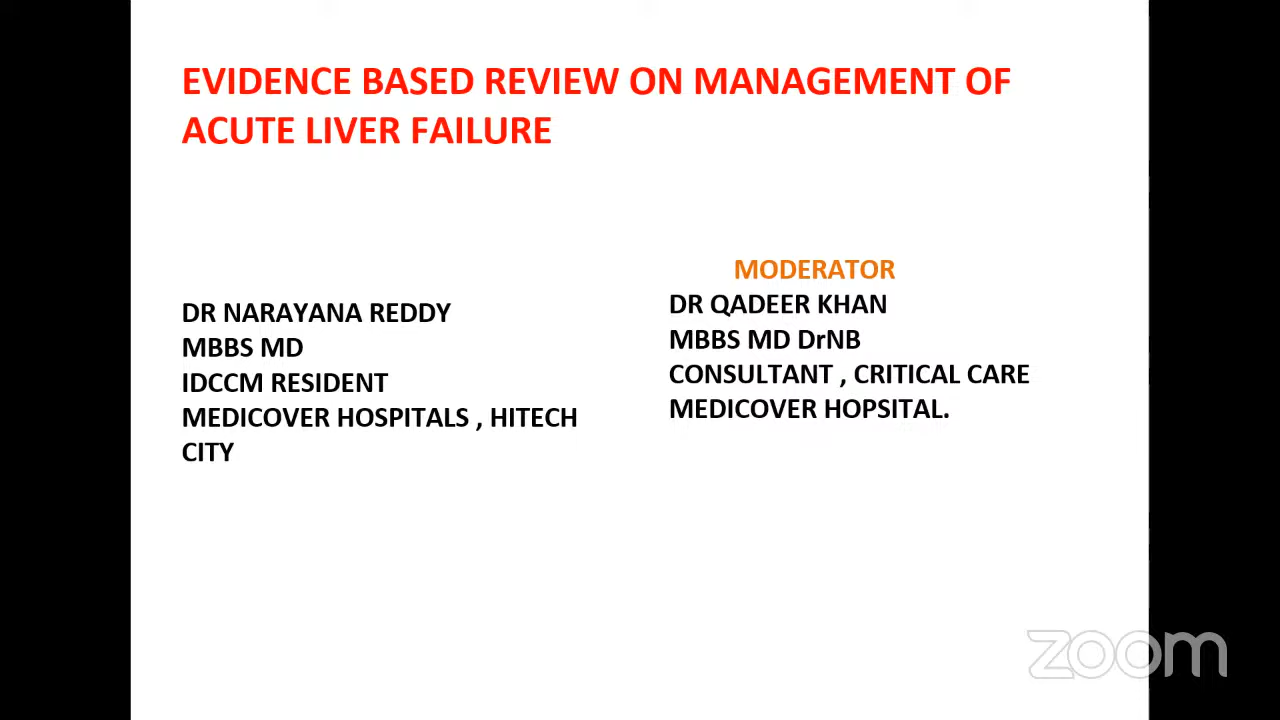 EVIDENCE BASED REVIEW ON MANAGEMENT OF
ACUTE LIVER FAILURE
DR NARAYANA REDDY
MBBS MD
IDCCM RESIDENT
MEDICOVER HOSPITALS , HITECH
CITY
MODERATOR
DR QADEER KHAN
MBBS MD DrNB
CONSULTANT , CRITICAL CARE
MEDICOVER HOPSITAL.
zoom